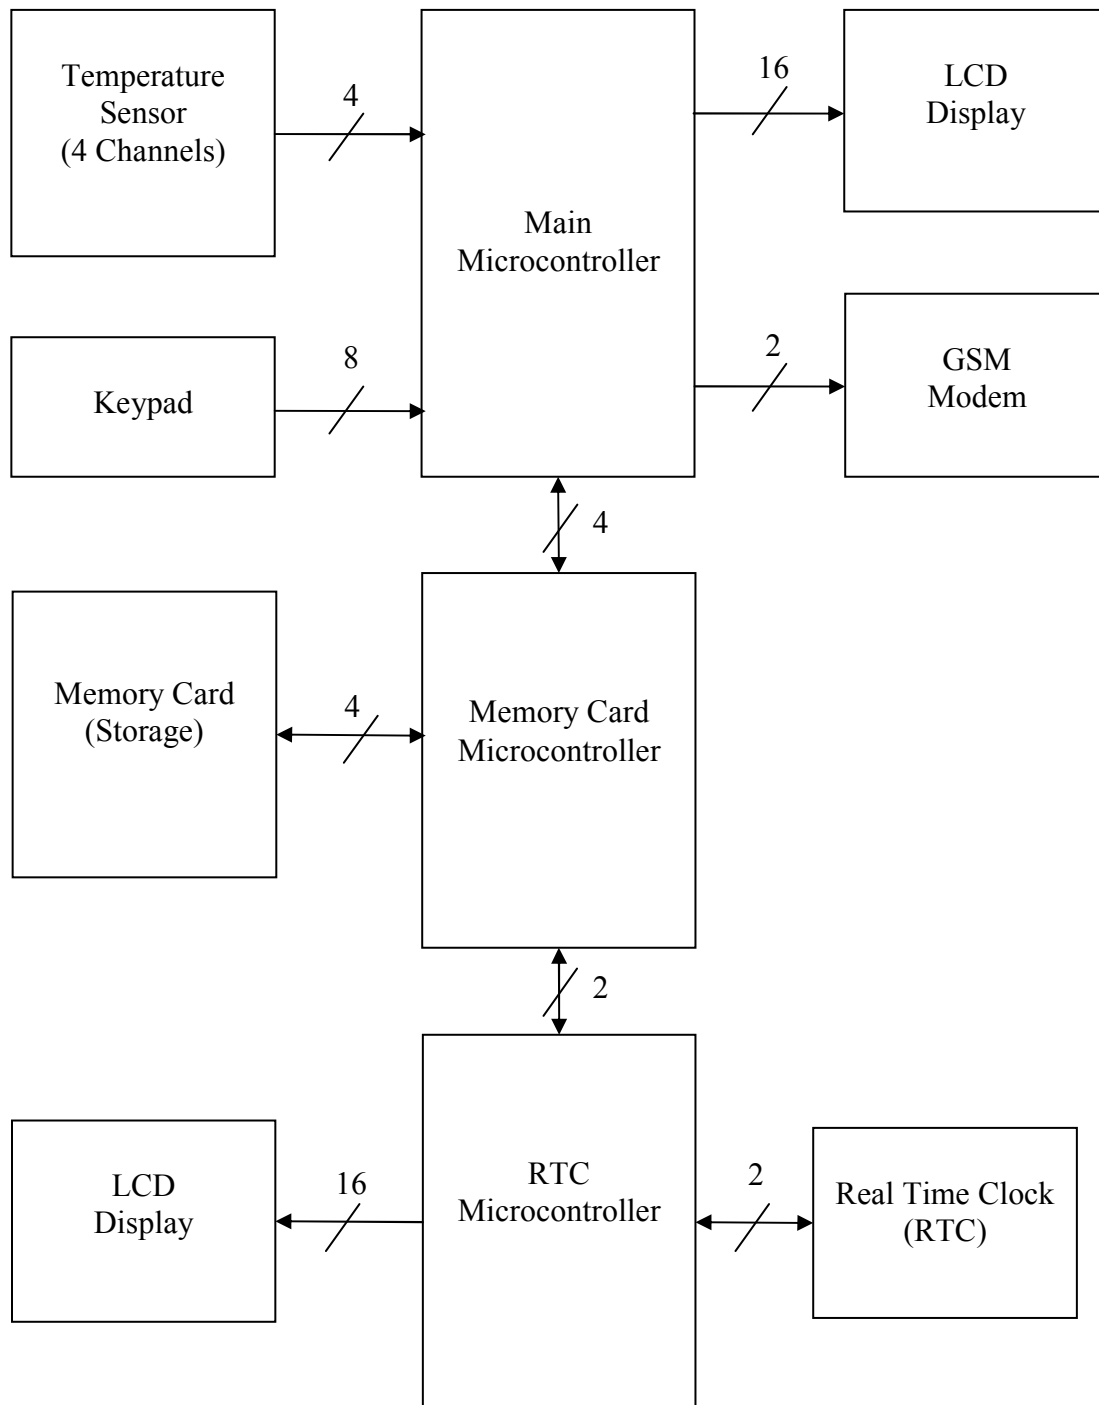 Temperature
Sensor
(4 Channels)
4
Main
Microcontroller
16
LCD
Display
Keypad
8
2
GSM
Modem
4
Memory Card
(Storage)
4
Memory Card
Microcontroller
2
LCD
Display
16
RTC
Microcontroller
2
Real Time Clock
(RTC)